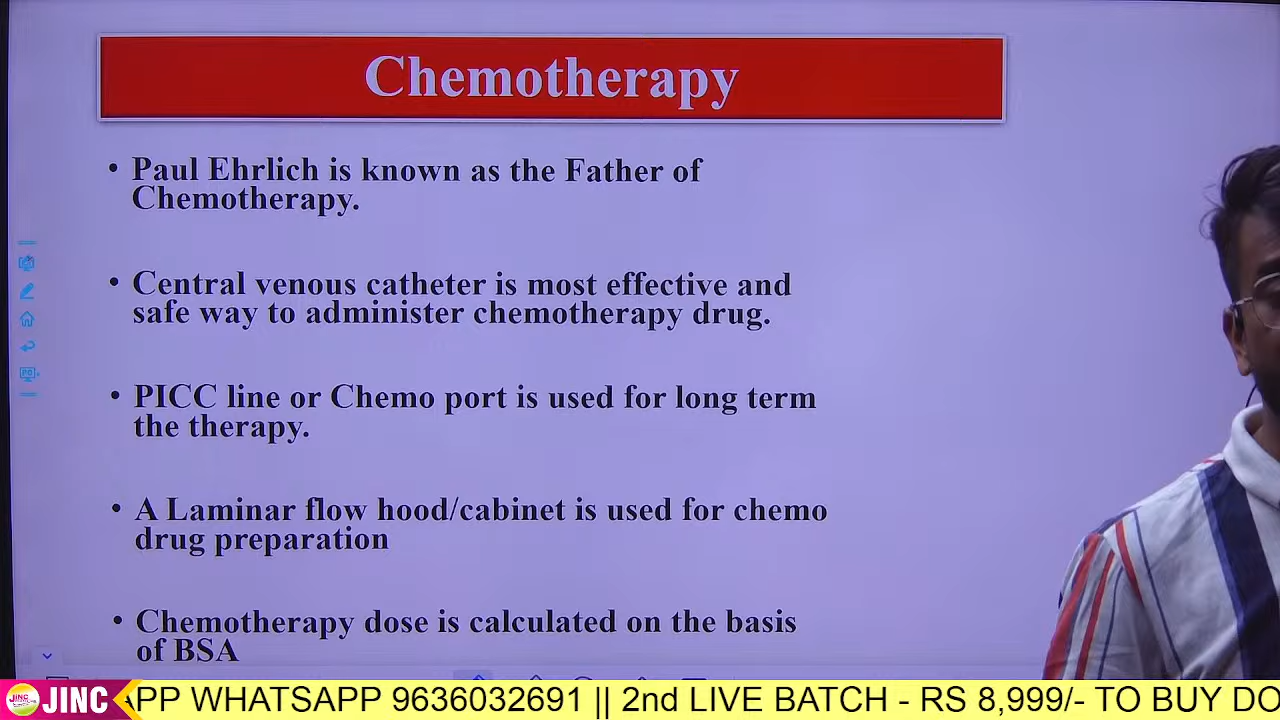 Chemotherapy
• Paul Ehrlich is known as the Father of
Chemotherapy.
• Central venous catheter is most effective and
safe way to administer chemotherapy drug.
• PICC line or Chemo port is used for long term
the therapy.
• A Laminar flow hood/cabinet is used for chemo
drug preparation
• Chemotherapy dose is calculated on the basis
of BSA
JINC
APP WHATSAPP 9636032691 || 2nd LIVE BATCH - RS 8,999/- TO BUY DO